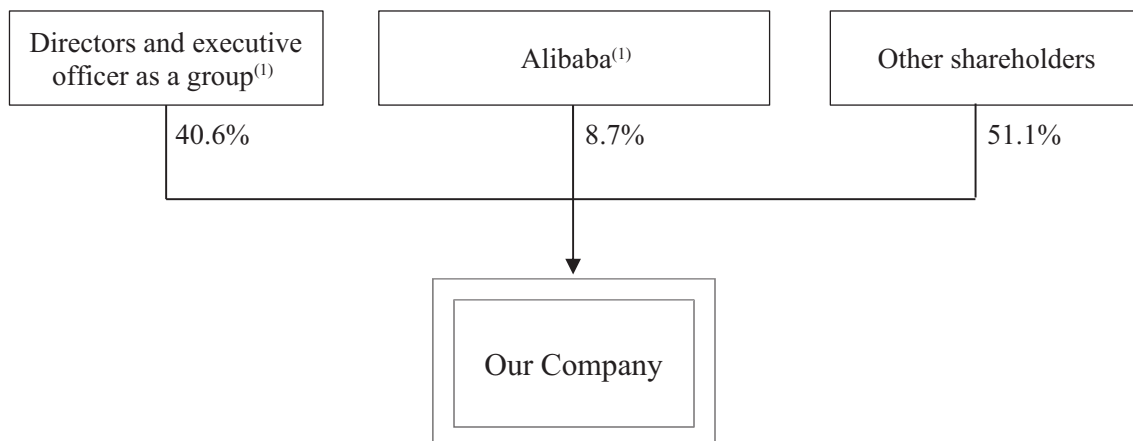 Directors and executive
officer as a group(1)
Alibaba(1)
Other shareholders
40.6%
8.7%
51.1%
Our Company